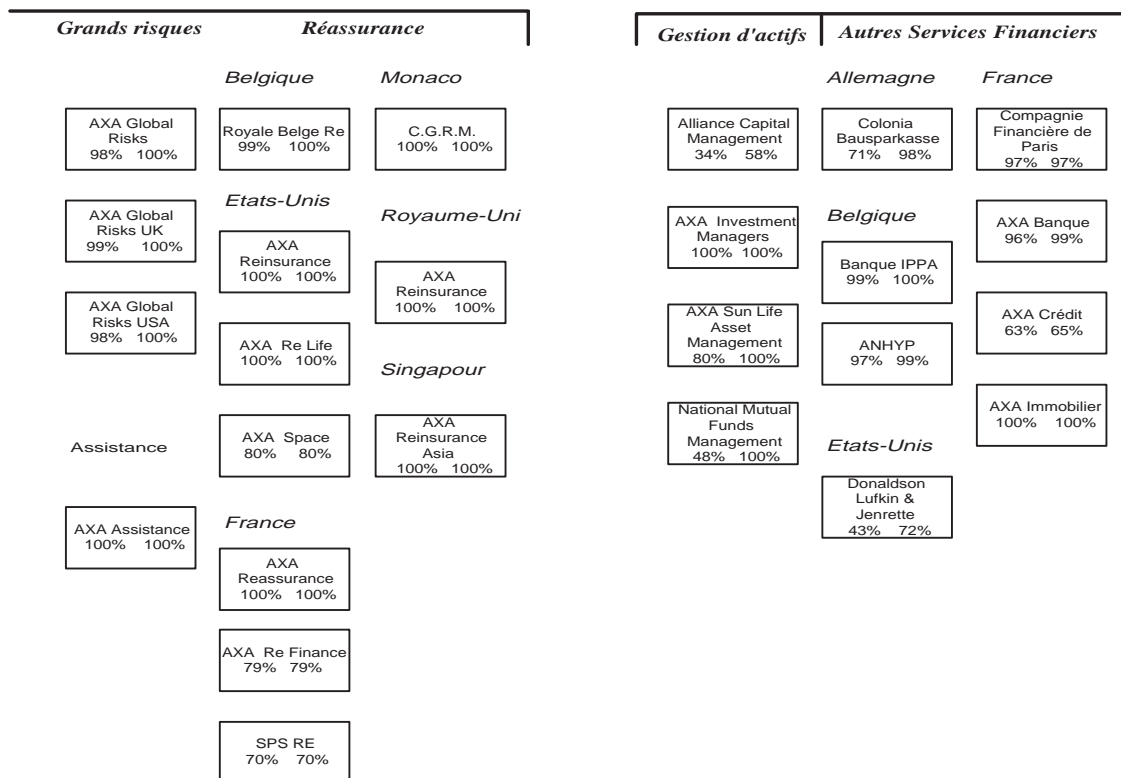 Grands risques
Réassurance
Gestion d'actifs
Autres Services Financiers
Belgique
Monaco
Allemagne
France
AXA Global
Risks
98% 100%
Royale Belge Re
99% 100%
C.G.R.M.
100% 100%
Alliance Capital
Management
34% 58%
Colonia
Bausparkasse
71% 98%
Compagnie
Financière de
Paris
97% 97%
AXA Global
Risks UK
99% 100%
Etats-Unis
AXA
Reinsurance
100% 100%
Royaume-Uni
AXA
Reinsurance
100% 100%
AXA Investment
Managers
100% 100%
Belgique
Banque IPPA
99% 100%
AXA Banque
96% 99%
AXA Global
Risks USA
98% 100%
AXA Re Life
100% 100%
Singapour
AXA Sun Life
Asset
Management
80% 100%
ANHYP
97% 99%
AXA Crédit
63% 65%
Assistance
AXA Space
80% 80%
AXA
Reinsurance
Asia
100% 100%
National Mutual
Funds
Management
48% 100%
Etats-Unis
AXA Immobilier
100% 100%
AXA Assistance
100% 100%
France
Donaldson
Lufkin &
Jenrette
43% 72%
AXA
Reassurance
100% 100%
AXA Re Finance
79% 79%
SPS RE
70% 70%